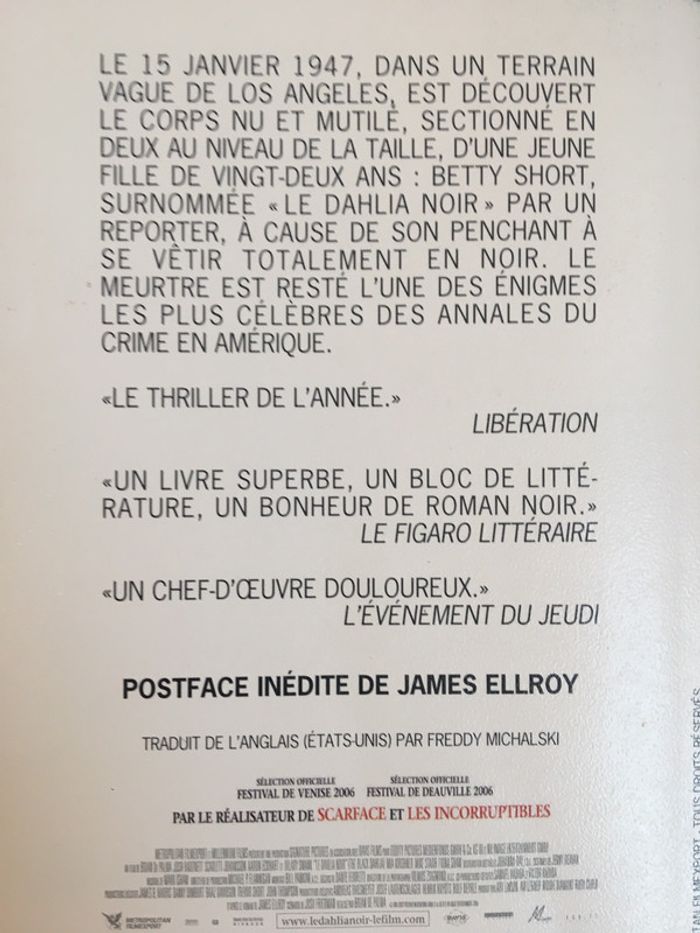 LE 15 JANVIER 1947, DANS UN TERRAIN
VAGUE DE LOS ANGELES, EST DÉCOUVERT
LE CORPS NU ET MUTILÉ, SECTIONNÉ EN
DEUX AU NIVEAU DE LA TAILLE, D'UNE JEUNE
FILLE DE VINGT-DEUX ANS : BETTY SHORT,
SURNOMMÉE « LE DAHLIA NOIR » PAR UN
REPORTER, À CAUSE DE SON PENCHANT À
SE VÊTIR TOTALEMENT EN NOIR. LE
MEURTRE EST RESTÉ L'UNE DES ÉNIGMES
LES PLUS CÉLÈBRES DES ANNALES DU
CRIME EN AMÉRIQUE.
«LE THRILLER DE L'ANNÉE.»
LIBÉRATION
«UN LIVRE SUPERBE, UN BLOC DE LITTÉ-
RATURE, UN BONHEUR DE ROMAN NOIR.»
LE FIGARO LITTÉRAIRE
«UN CHEF-D'ŒUVRE DOULOUREUX.»
L'ÉVÉNEMENT DU JEUDI
POSTFACE INÉDITE DE JAMES ELLROY
TRADUIT DE L'ANGLAIS (ÉTATS-UNIS) PAR FREDDY MICHALSKI
SÉLECTION OFFICIELLE
FESTIVAL DE VENISE 2006
SÉLECTION OFFICIELLE
FESTIVAL DE DEAUVILLE 2006
PAR LE RÉALISATEUR DE SCARFACE ET LES INCORRUPTIBLES
METROPOLITAN
FILMEXPORT
www.ledahlianoir-lefilm.com
TOUS DROITS RÉSERVÉS